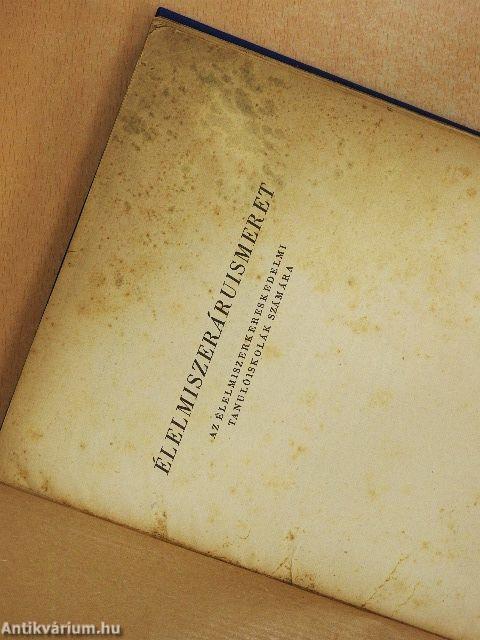 ÉLELMISZERÁRUISMERET
AZ ÉLELMISZERKERESKEDELMI
TANULÓISKOLÁK SZÁMÁRA
Antikvárium.hu